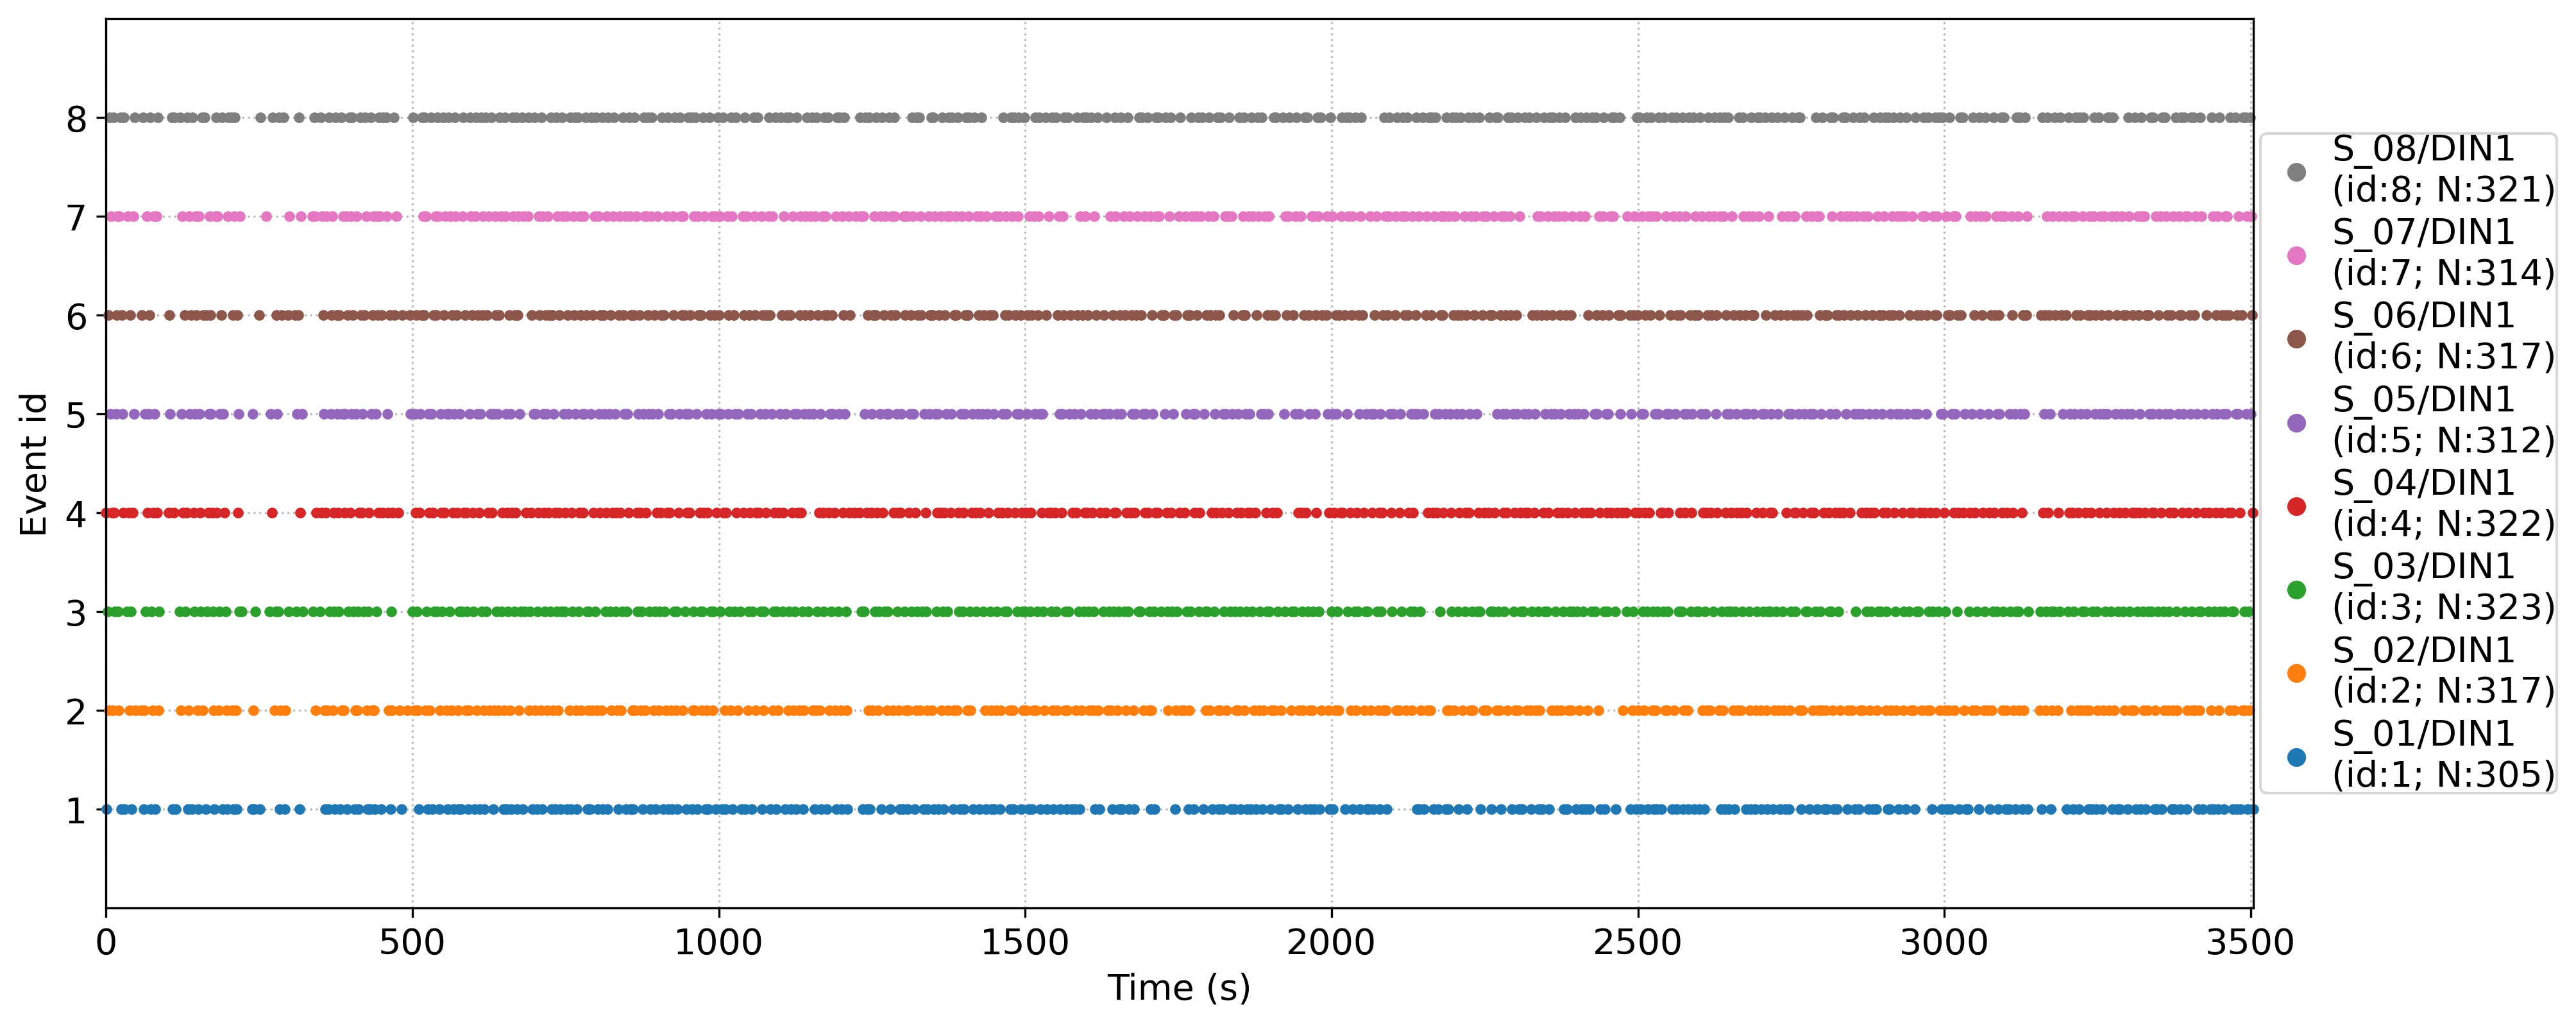 8
7
6
5
4
3
2
1
Event id
0 500 1000 1500 2000 2500 3000 3500
Time (s)
S_08/DIN1
(id:8; N:321)
S_07/DIN1
(id:7; N:314)
S_06/DIN1
(id:6; N:317)
S_05/DIN1
(id:5; N:312)
S_04/DIN1
(id:4; N:322)
S_03/DIN1
(id:3; N:323)
S_02/DIN1
(id:2; N:317)
S_01/DIN1
(id:1; N:305)